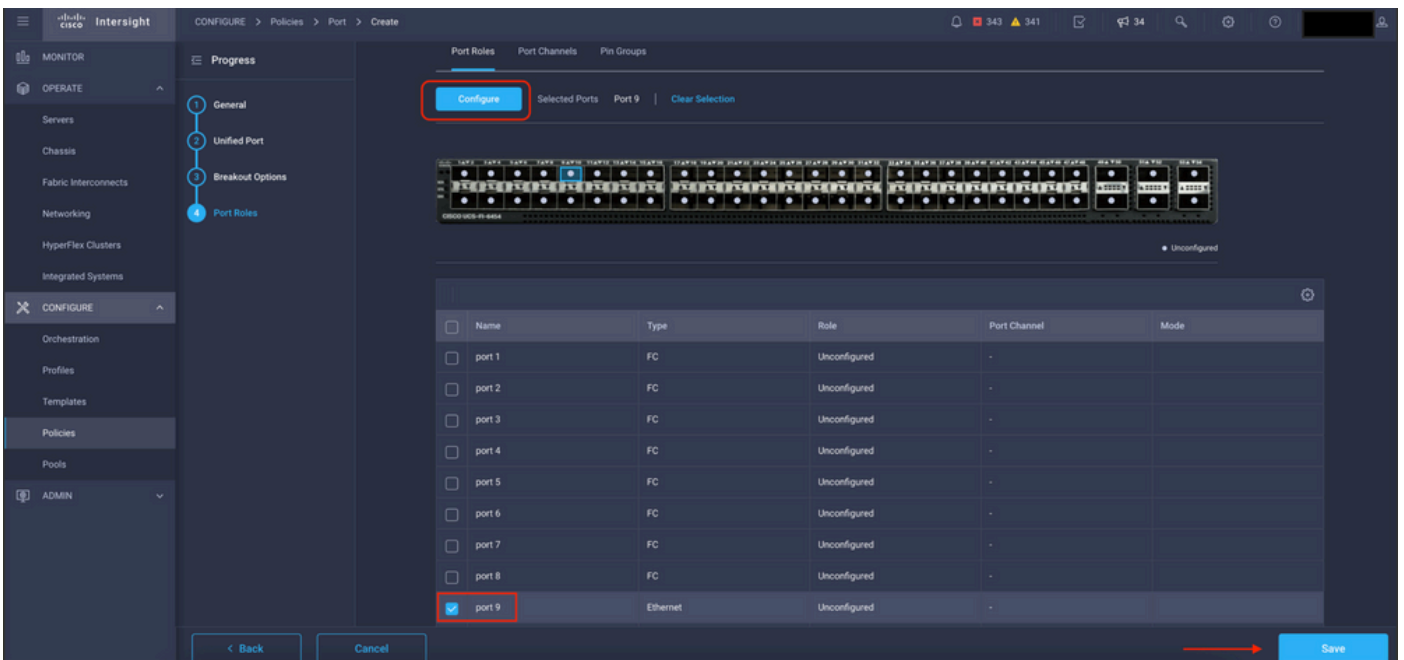 cisco Intersight
CONFIGURE > Policies > Port > Create
343 341
34
MONITOR
OPERATE
Servers
Chassis
Fabric Interconnects
Networking
HyperFlex Clusters
Integrated Systems
CONFIGURE
Orchestration
Profiles
Templates
Policies
Pools
ADMIN
Progress
1 General
2 Unified Port
3 Breakout Options
4 Port Roles
Port Roles Port Channels Pin Groups
Configure Selected Ports Port 9 | Clear Selection
CISCO UCS-FI-6454
Unconfigured
Name Type Role Port Channel Mode
port 1 FC Unconfigured -
port 2 FC Unconfigured -
port 3 FC Unconfigured -
port 4 FC Unconfigured -
port 5 FC Unconfigured -
port 6 FC Unconfigured -
port 7 FC Unconfigured -
port 8 FC Unconfigured -
port 9 Ethernet Unconfigured -
< Back Cancel Save